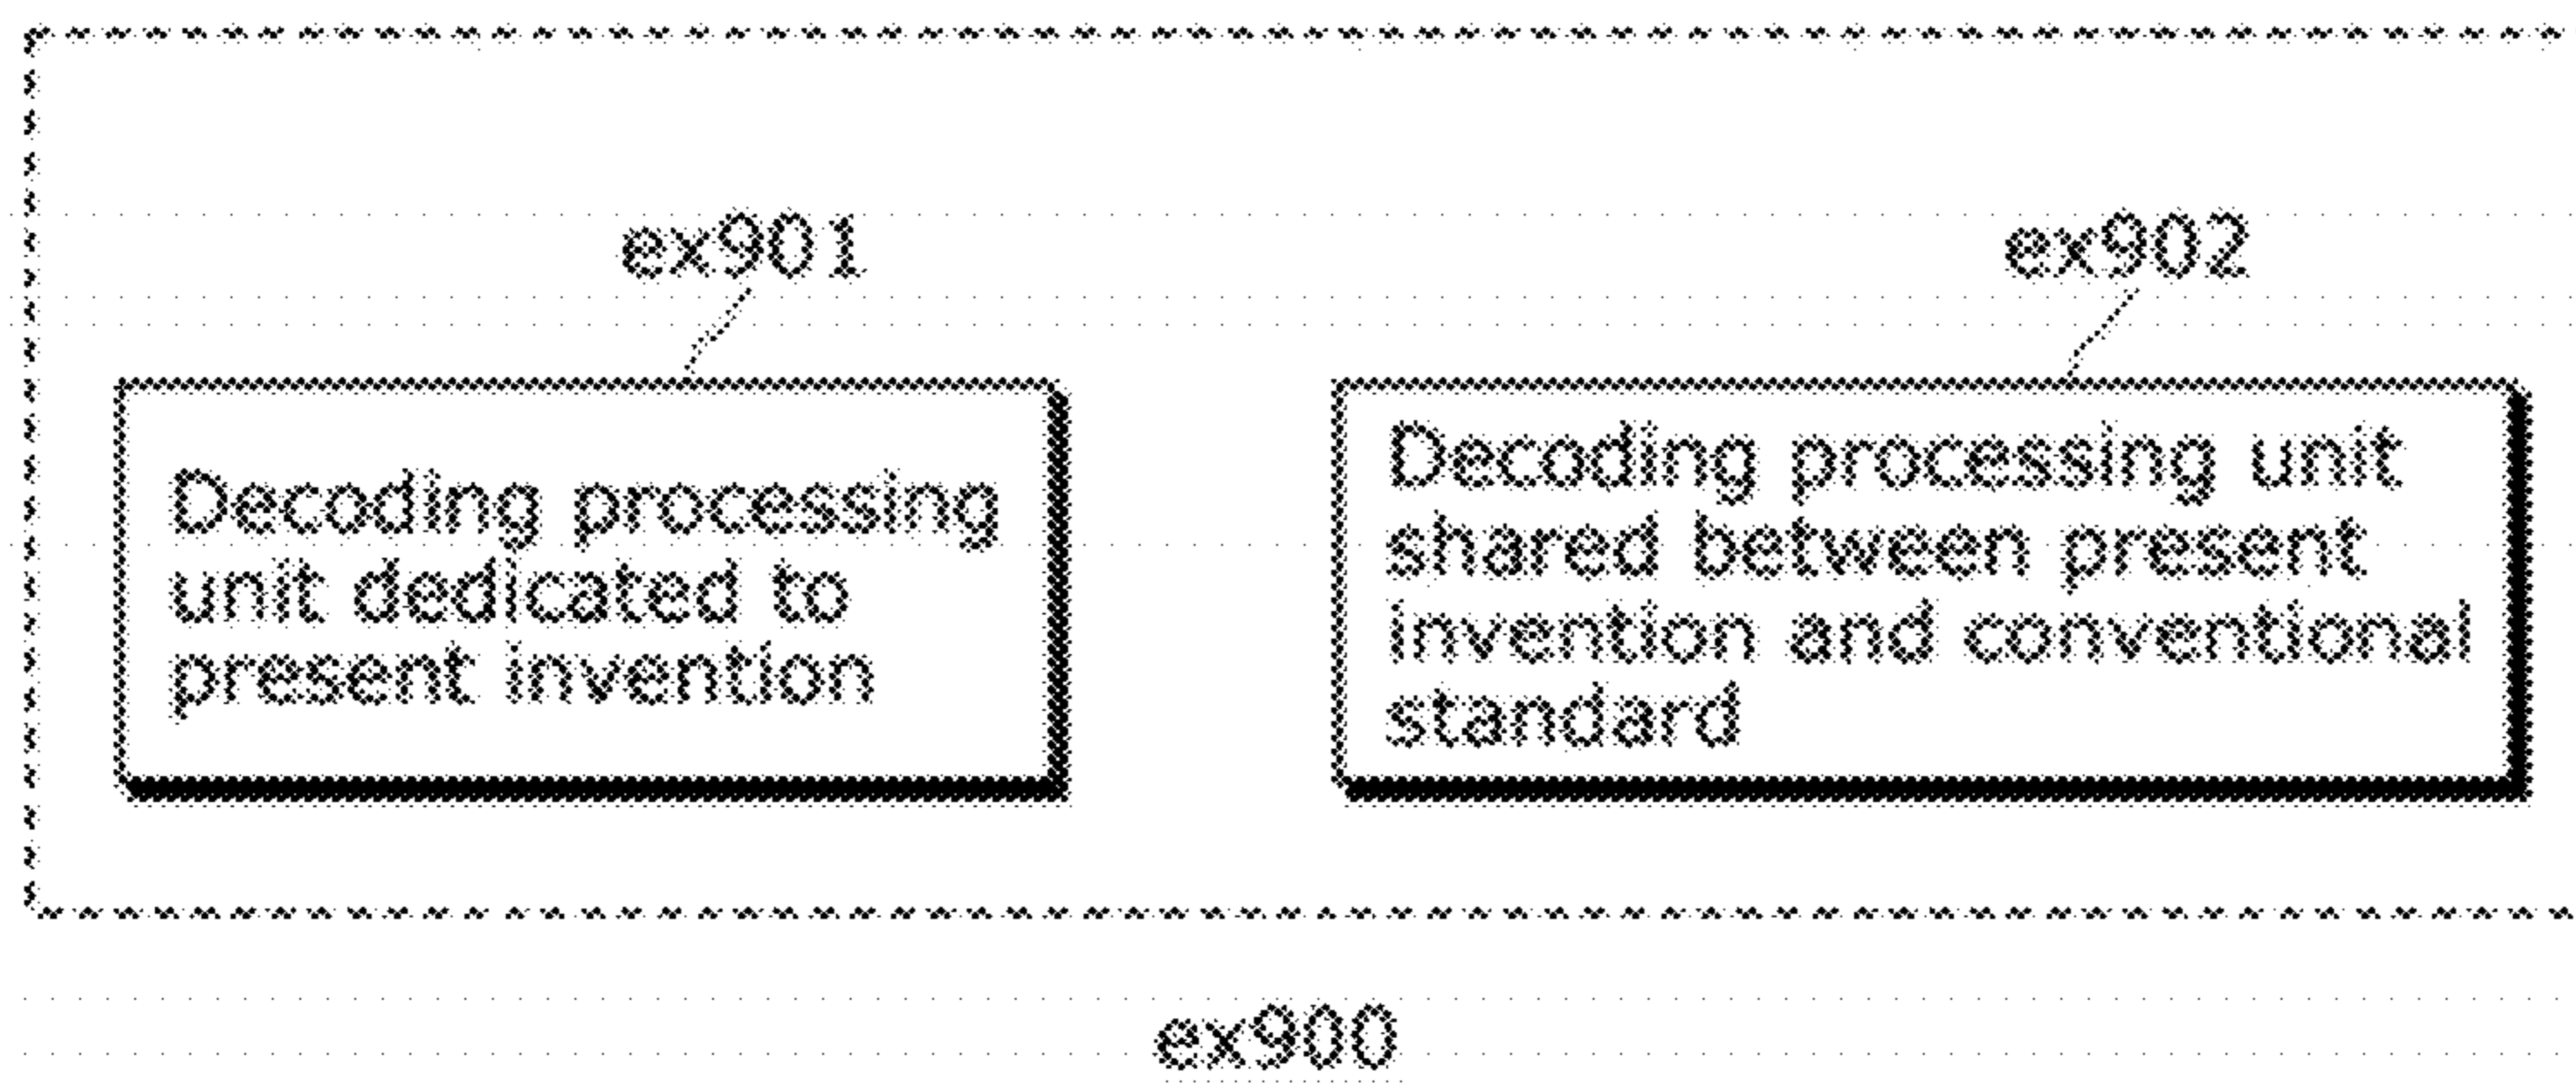 ex901
ex902
Decoding processing
unit dedicated to
present invention
Decoding processing unit
shared between present
invention and conventional
standard
ex900